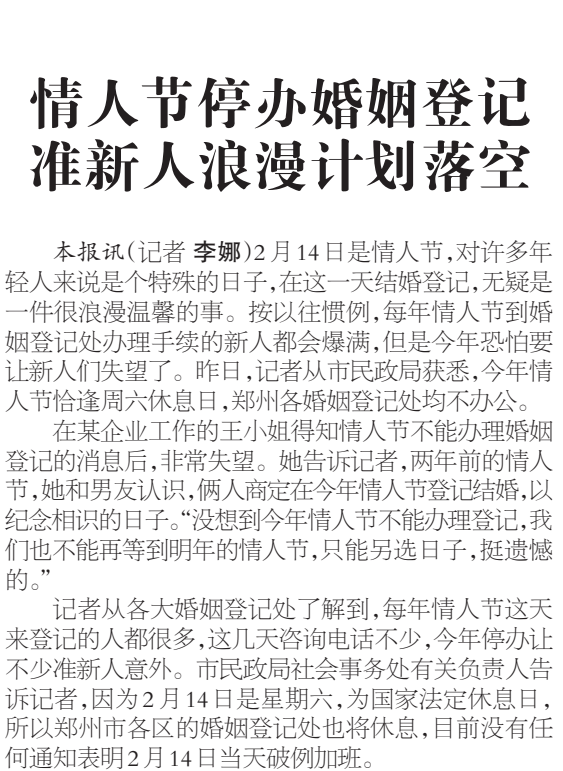 情人节停办婚姻登记
准新人浪漫计划落空
本报讯(记者 李娜)2月14日是情人节,对许多年
轻人来说是个特殊的日子,在这一天结婚登记,无疑是
一件很浪漫温馨的事。按以往惯例,每年情人节到婚
姻登记处办理手续的新人都会爆满,但是今年恐怕要
让新人们失望了。昨日,记者从市民政局获悉,今年情
人节恰逢周六休息日,郑州各婚姻登记处均不办公。
在某企业工作的王小姐得知情人节不能办理婚姻
登记的消息后,非常失望。她告诉记者,两年前的情人
节,她和男友认识,俩人商定在今年情人节登记结婚,以
纪念相识的日子。“没想到今年情人节不能办理登记,我
们也不能再等到明年的情人节,只能另选日子,挺遗憾
的。”
记者从各大婚姻登记处了解到,每年情人节这天
来登记的人都很多,这几天咨询电话不少,今年停办让
不少准新人意外。市民政局社会事务处有关负责人告
诉记者,因为2月14日是星期六,为国家法定休息日,
所以郑州市各区的婚姻登记处也将休息,目前没有任
何通知表明2月14日当天破例加班。